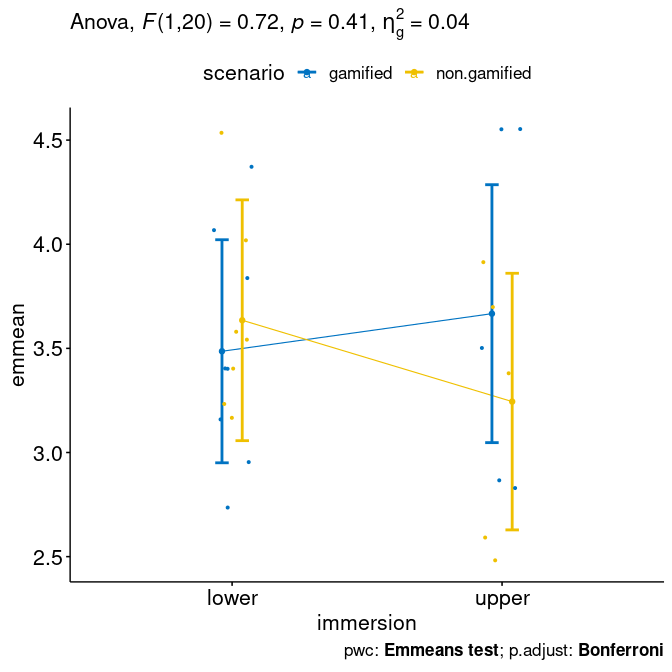 Anova, F(1,20) = 0.72, p = 0.41, η²g = 0.04
scenario a gamified a non.gamified
4.5
4.0
3.5
3.0
2.5
emmean
lower upper
immersion
pwc: Emmeans test; p.adjust: Bonferroni